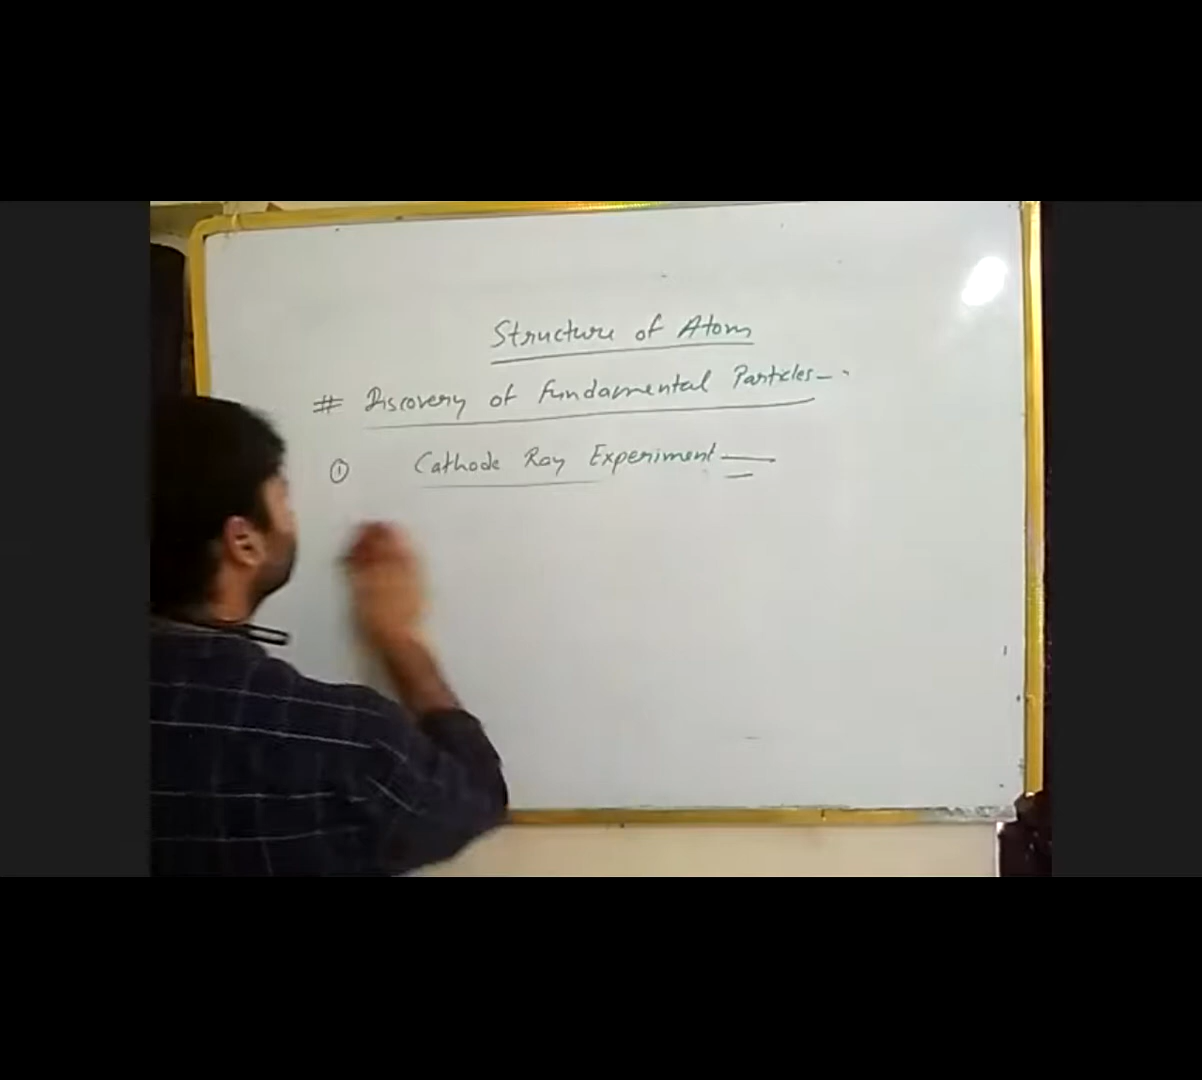 Structure of Atom
# Discovery of Fundamental Particles -.
① Cathode Ray Experiment